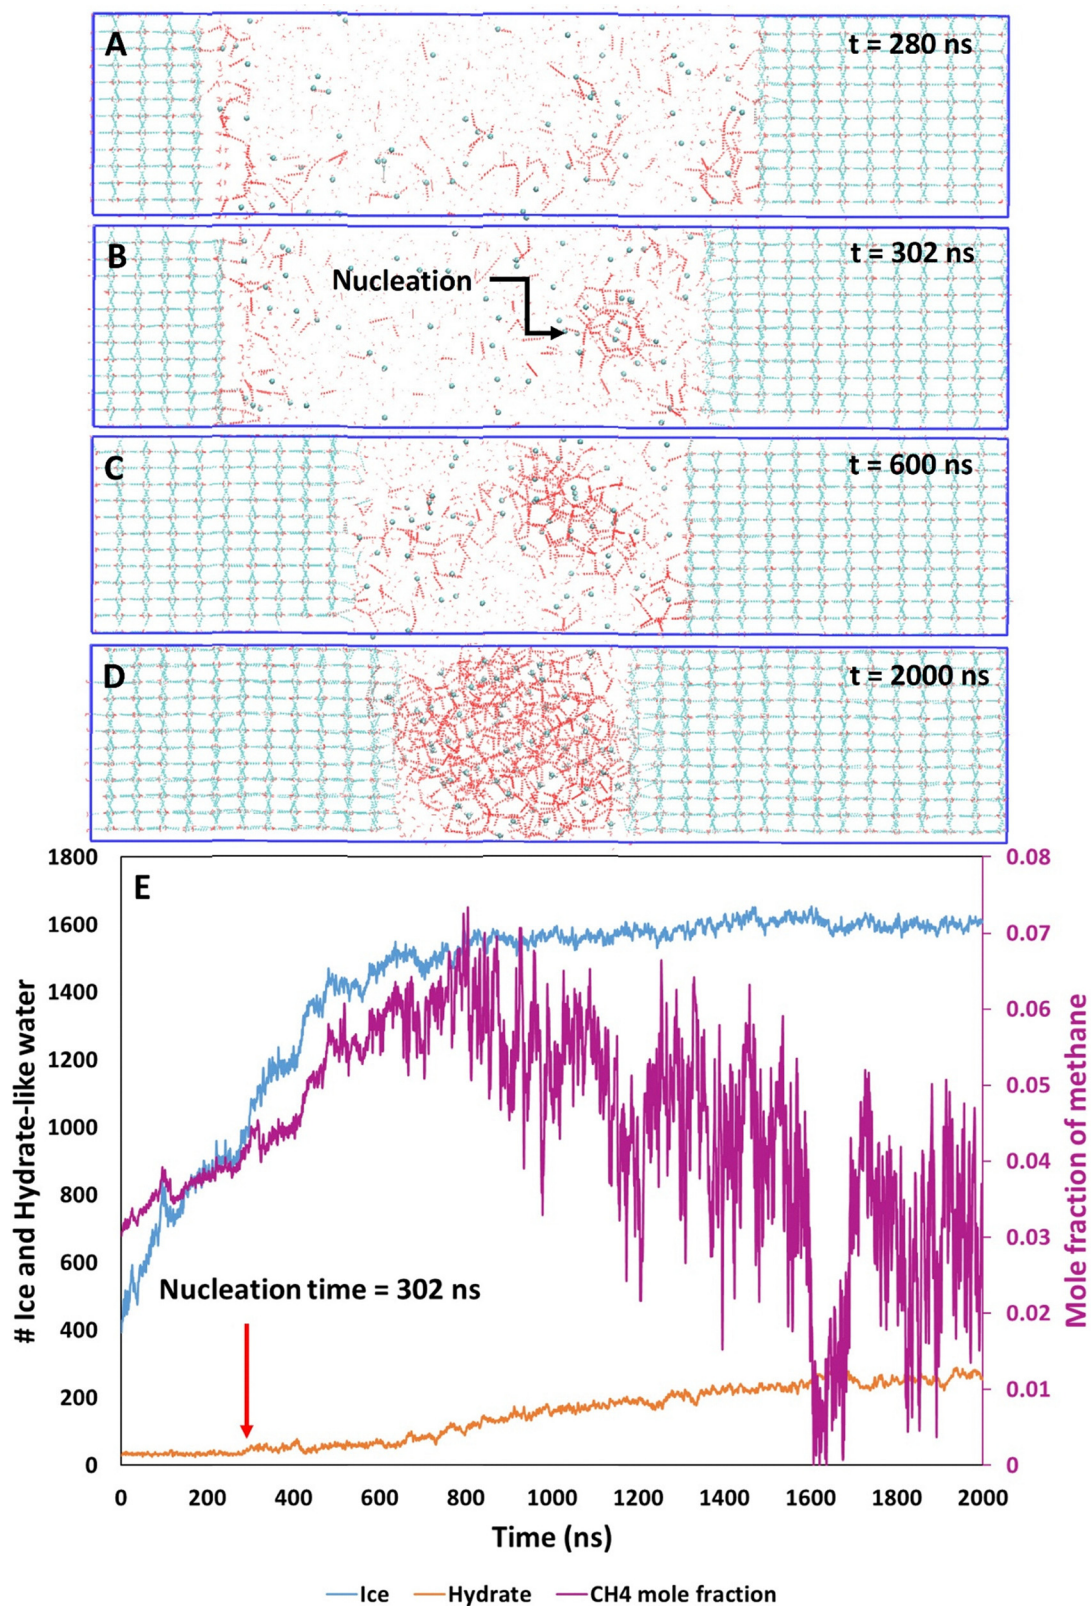 A
t = 280 ns
B
t = 302 ns
Nucleation
C
t = 600 ns
D
t = 2000 ns
E
# Ice and Hydrate-like water
1800
1600
1400
1200
1000
800
600
400
200
0
Nucleation time = 302 ns
0.08
0.07
0.06
0.05
0.04
0.03
0.02
0.01
0
Mole fraction of methane
0 200 400 600 800 1000 1200 1400 1600 1800 2000
Time (ns)
Ice Hydrate CH4 mole fraction